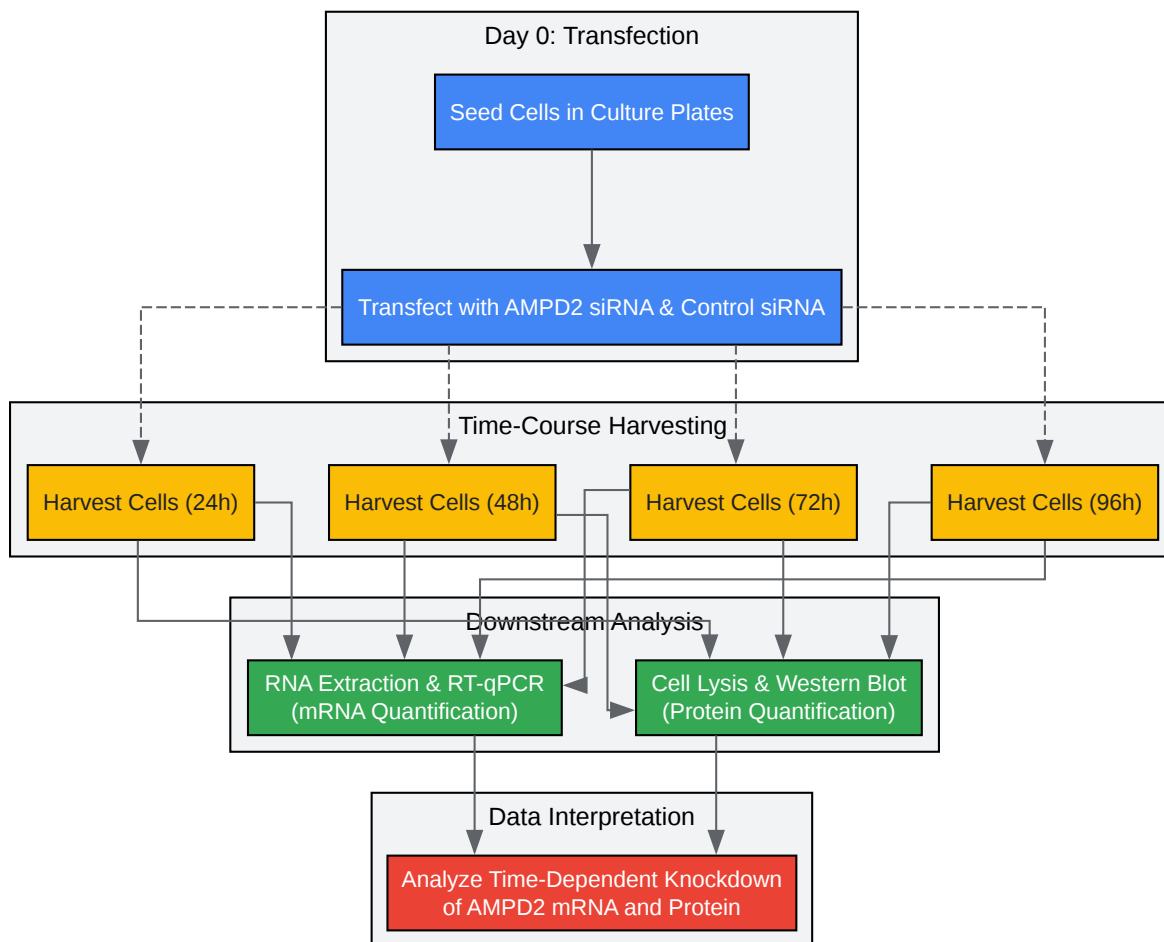 Day 0: Transfection
Seed Cells in Culture Plates
Transfect with AMPD2 siRNA & Control siRNA
Time-Course Harvesting
Harvest Cells (24h)
Harvest Cells (48h)
Harvest Cells (72h)
Harvest Cells (96h)
Downstream Analysis
RNA Extraction & RT-qPCR
(mRNA Quantification)
Cell Lysis & Western Blot
(Protein Quantification)
Data Interpretation
Analyze Time-Dependent Knockdown
of AMPD2 mRNA and Protein